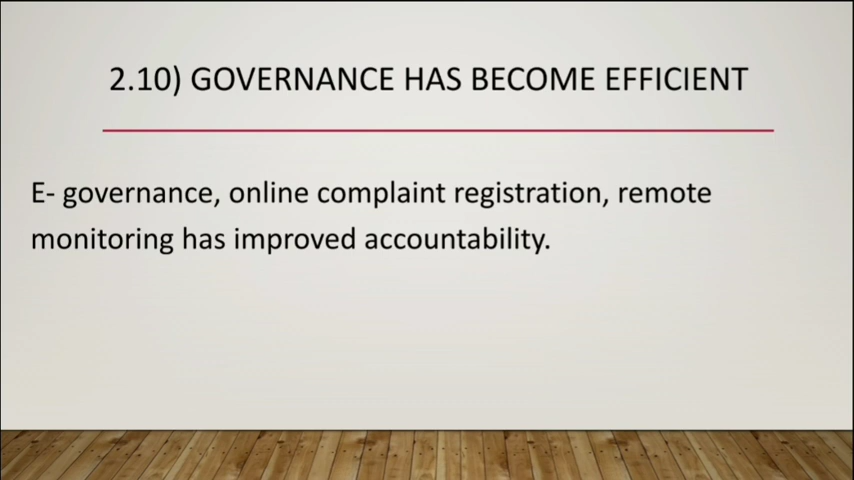 2.10) GOVERNANCE HAS BECOME EFFICIENT
E- governance, online complaint registration, remote
monitoring has improved accountability.